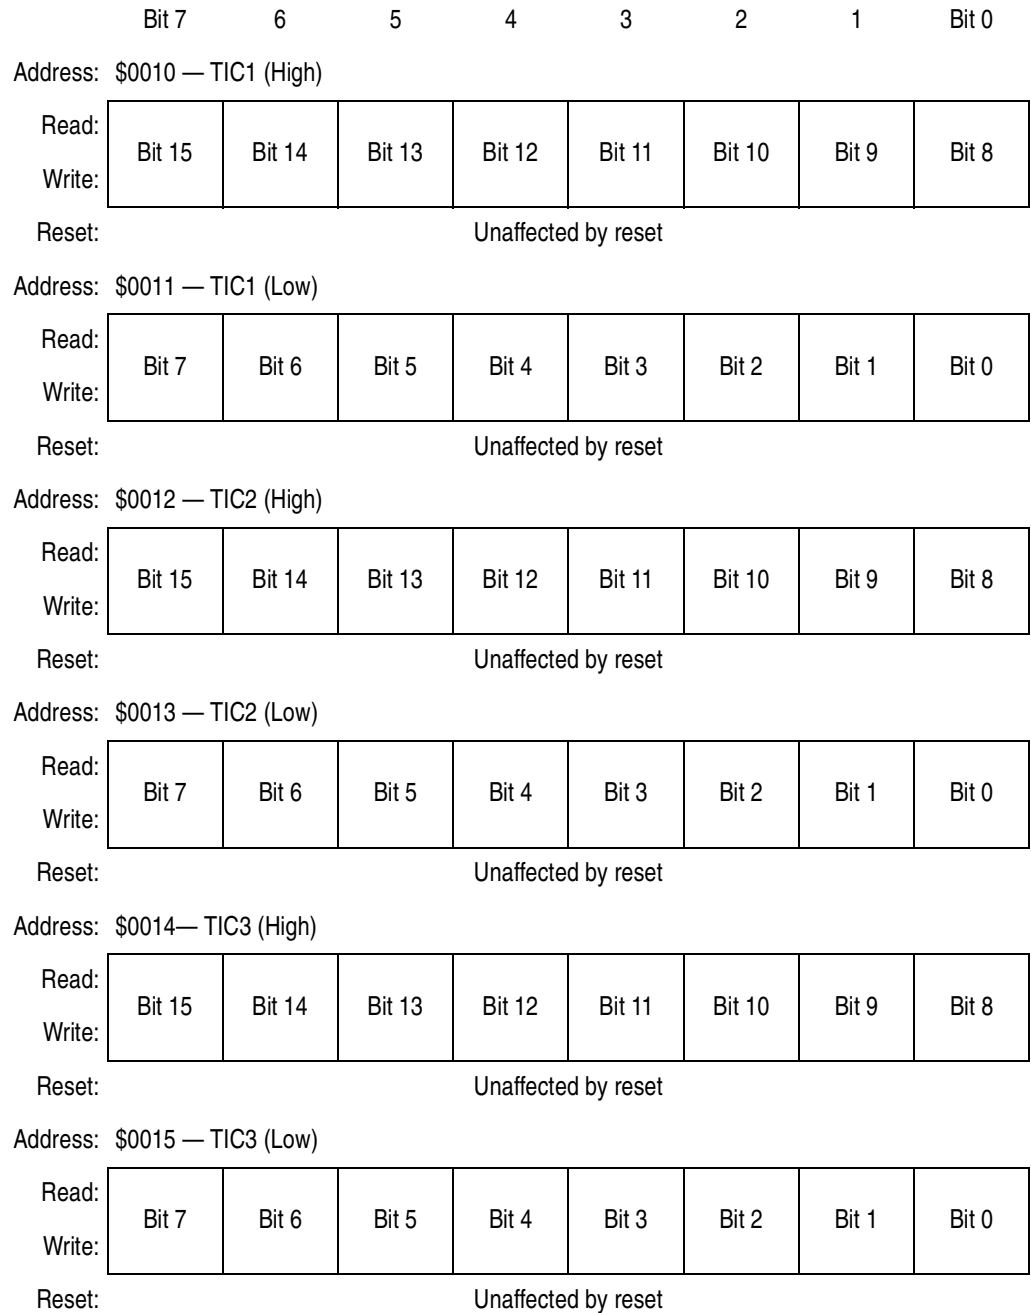 Bit 7 6 5 4 3 2 1 Bit 0
Address: $0010 — TIC1 (High)
Read:
Bit 15 Bit 14 Bit 13 Bit 12 Bit 11 Bit 10 Bit 9 Bit 8
Write:
Reset: Unaffected by reset
Address: $0011 — TIC1 (Low)
Read:
Bit 7 Bit 6 Bit 5 Bit 4 Bit 3 Bit 2 Bit 1 Bit 0
Write:
Reset: Unaffected by reset
Address: $0012 — TIC2 (High)
Read:
Bit 15 Bit 14 Bit 13 Bit 12 Bit 11 Bit 10 Bit 9 Bit 8
Write:
Reset: Unaffected by reset
Address: $0013 — TIC2 (Low)
Read:
Bit 7 Bit 6 Bit 5 Bit 4 Bit 3 Bit 2 Bit 1 Bit 0
Write:
Reset: Unaffected by reset
Address: $0014— TIC3 (High)
Read:
Bit 15 Bit 14 Bit 13 Bit 12 Bit 11 Bit 10 Bit 9 Bit 8
Write:
Reset: Unaffected by reset
Address: $0015 — TIC3 (Low)
Read:
Bit 7 Bit 6 Bit 5 Bit 4 Bit 3 Bit 2 Bit 1 Bit 0
Write:
Reset: Unaffected by reset